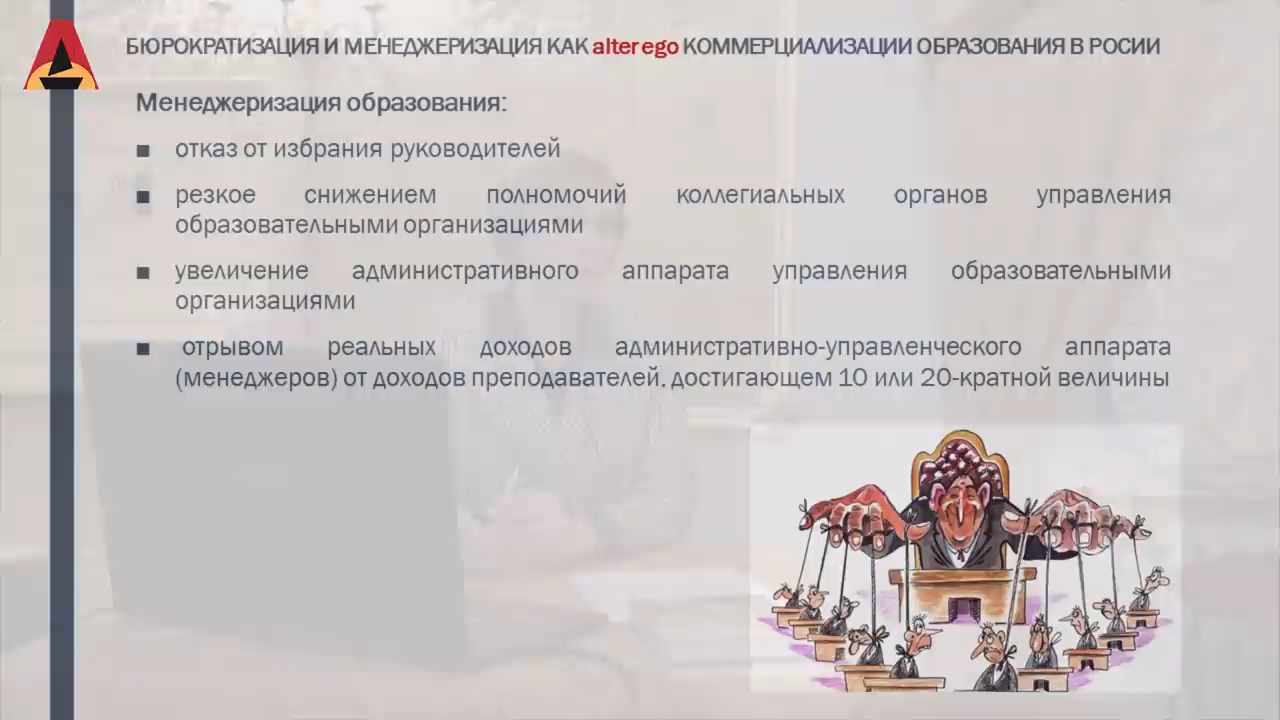 БЮРОКРАТИЗАЦИЯ И МЕНЕДЖЕРИЗАЦИЯ КАК alter ego КОММЕРЦИАЛИЗАЦИИ ОБРАЗОВАНИЯ В РОСИИ
Менеджеризация образования:
■ отказ от избрания руководителей
■ резкое снижением полномочий коллегиальных органов управления
образовательными организациями
■ увеличение административного аппарата управления образовательными
организациями
■ отрывом реальных доходов административно-управленческого аппарата
(менеджеров) от доходов преподавателей, достигающем 10 или 20-кратной величины